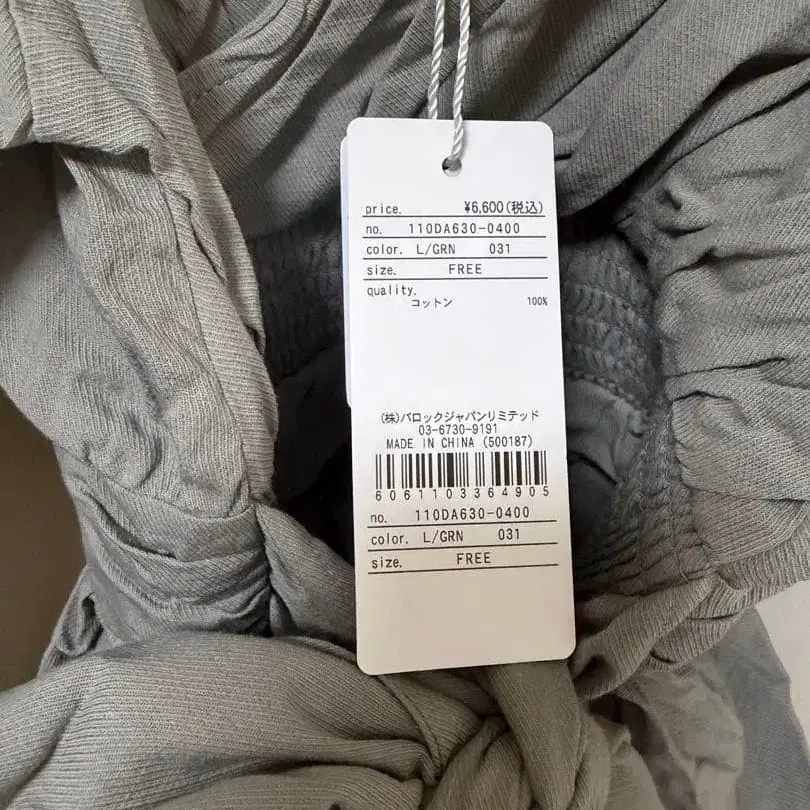 price. ¥6,600(税込)
no. 110DA630-0400
color. L/GRN 031
size. FREE
quality.
コットン 100%
(株)バロックジャパンリミテッド
03-6730-9191
MADE IN CHINA (500187)
6061103364905
no. 110DA630-0400
color. L/GRN 031
size. FREE